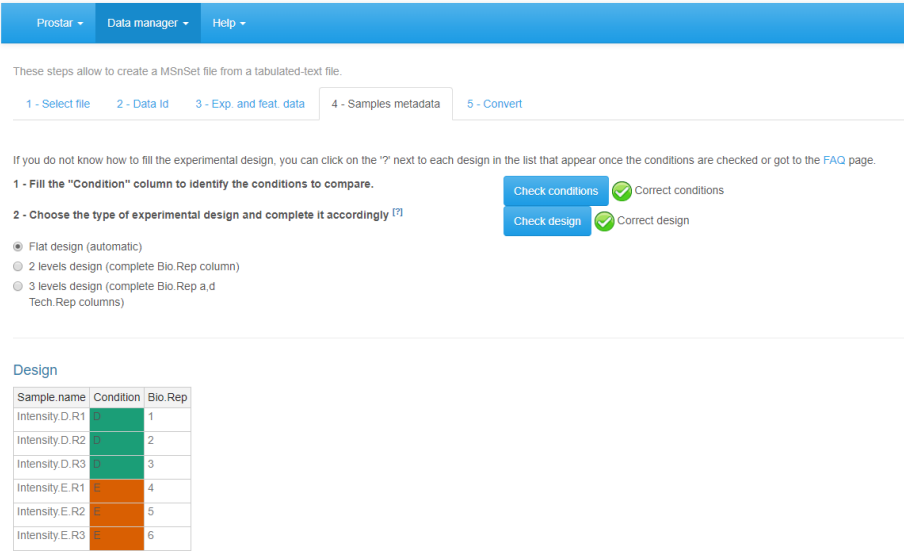 Prostar Data manager Help
These steps allow to create a MSnSet file from a tabulated-text file.
1 - Select file 2 - Data Id 3 - Exp. and feat. data 4 - Samples metadata 5 - Convert
If you do not know how to fill the experimental design, you can click on the '?' next to each design in the list that appear once the conditions are checked or got to the FAQ page.
1 - Fill the "Condition" column to identify the conditions to compare.
Check conditions Correct conditions
2 - Choose the type of experimental design and complete it accordingly [?]
Check design Correct design
Flat design (automatic)
2 levels design (complete Bio.Rep column)
3 levels design (complete Bio.Rep a,d
Tech.Rep columns)
Design
Sample.name Condition Bio.Rep
Intensity.D.R1 D 1
Intensity.D.R2 D 2
Intensity.D.R3 D 3
Intensity.E.R1 E 4
Intensity.E.R2 E 5
Intensity.E.R3 E 6